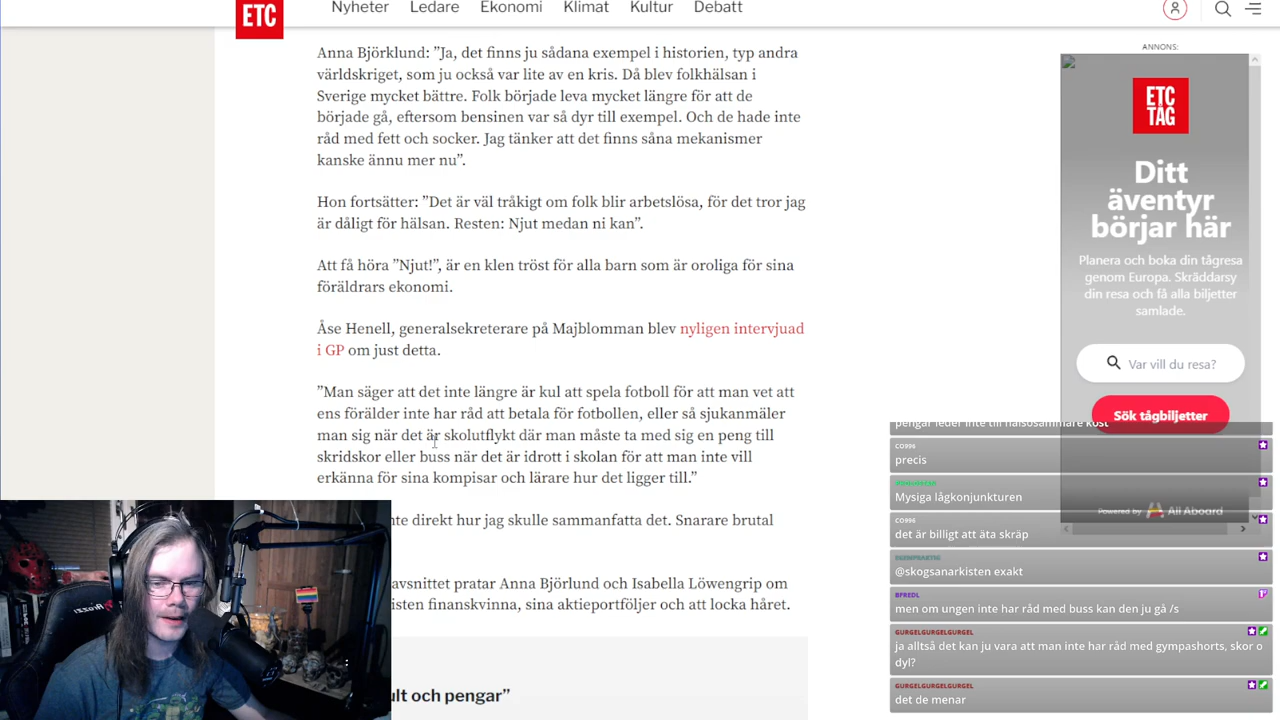 ETC
Nyheter Ledare Ekonomi Klimat Kultur Debatt
Anna Björklund: ”Ja, det finns ju sådana exempel i historien, typ andra
världskriget, som ju också var lite av en kris. Då blev folkhälsan i
Sverige mycket bättre. Folk började leva mycket längre för att de
började gå, eftersom bensinen var så dyr till exempel. Och de hade inte
råd med fett och socker. Jag tänker att det finns såna mekanismer
kanske ännu mer nu”.
Hon fortsätter: ”Det är väl tråkigt om folk blir arbetslösa, för det tror jag
är dåligt för hälsan. Resten: Njut medan ni kan”.
Att få höra ”Njut!”, är en klen tröst för alla barn som är oroliga för sina
föräldrars ekonomi.
Åse Henell, generalsekreterare på Majblomman blev nyligen intervjuad
i GP om just detta.
”Man säger att det inte längre är kul att spela fotboll för att man vet att
ens förälder inte har råd att betala för fotbollen, eller så sjukanmäler
man sig när det är skolutflykt där man måste ta med sig en peng till
skridskor eller buss när det är idrott i skolan för att man inte vill
erkänna för sina kompisar och lärare hur det ligger till.”
nte direkt hur jag skulle sammanfatta det. Snarare brutal
avsnittet pratar Anna Björlund och Isabella Löwengrip om
isten finanskvinna, sina aktieportföljer och att locka håret.
ult och pengar”
ANNONS:
ETC
TAG
Ditt
äventyr
börjar här
Planera och boka din tågresa
genom Europa. Skräddarsy
din resa och få alla biljetter
samlade.
Var vill du resa?
Sök tågbiljetter
Powered by All Aboard
pengar leder inte till hälsosammare kost
CO996
precis
Mysiga lågkonjunkturen
CO996
det är billigt att äta skräp
@skogsanarkisten exakt
BFREDL
men om ungen inte har råd med buss kan den ju gå /s
GURGELGURGELGURGEL
ja alltså det kan ju vara att man inte har råd med gympashorts, skor o
dyl?
GURGELGURGELGURGEL
det de menar